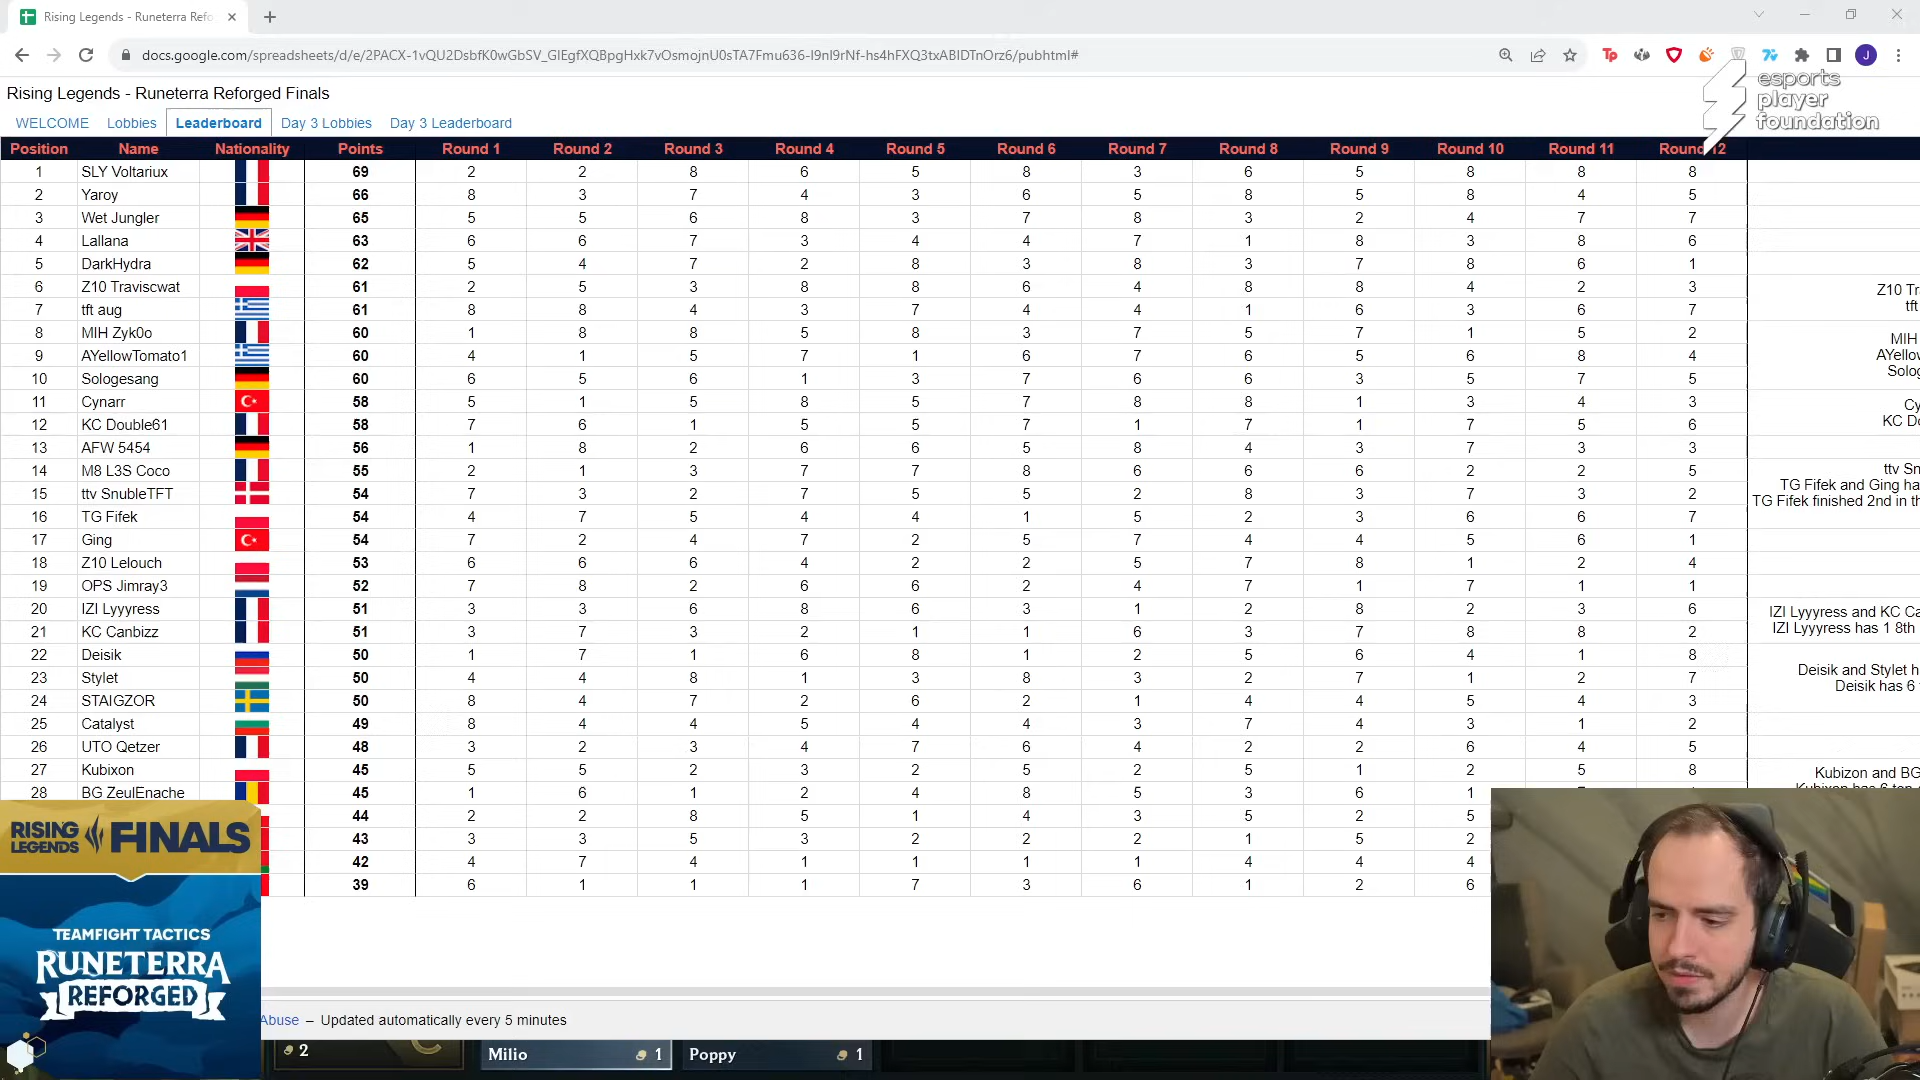 Rising Legends - Runeterra Refo
docs.google.com/spreadsheets/d/e/2PACX-1vQU2DsbfK0wGbSV_GlEgfXQBpgHxk7vOsmojnU0sTA7Fmu636-l9nl9rNf-hs4hFXQ3txABIDTnOrz6/pubhtml#
Tp
J
esports
player
foundation
Rising Legends - Runeterra Reforged Finals
WELCOME Lobbies Leaderboard Day 3 Lobbies Day 3 Leaderboard
Position Name Nationality Points Round 1 Round 2 Round 3 Round 4 Round 5 Round 6 Round 7 Round 8 Round 9 Round 10 Round 11 Round 12
1 SLY Voltariux 69 2 2 8 6 5 8 3 6 5 8 8 8
2 Yaroy 66 8 3 7 4 3 6 5 8 5 8 4 5
3 Wet Jungler 65 5 5 6 8 3 7 8 3 2 4 7 7
4 Lallana 63 6 6 7 3 4 4 7 1 8 3 8 6
5 DarkHydra 62 5 4 7 2 8 3 8 3 7 8 6 1
6 Z10 Traviscwat 61 2 5 3 8 8 6 4 8 8 4 2 3 Z10 Tr
7 tft aug 61 8 8 4 3 7 4 4 1 6 3 6 7 tft
8 MIH Zyk0o 60 1 8 8 5 8 3 7 5 7 1 5 2 MIH
9 AYellowTomato1 60 4 1 5 7 1 6 7 6 5 6 8 4 AYellov
10 Sologesang 60 6 5 6 1 3 7 6 6 3 5 7 5 Solog
11 Cynarr 58 5 1 5 8 5 7 8 8 1 3 4 3 Cy
12 KC Double61 58 7 6 1 5 5 7 1 7 1 7 5 6 KC Do
13 AFW 5454 56 1 8 2 6 6 5 8 4 3 7 3 3
14 M8 L3S Coco 55 2 1 3 7 7 8 6 6 6 2 2 5 ttv Sn
15 ttv SnubleTFT 54 7 3 2 7 5 5 2 8 3 7 3 2 TG Fifek and Ging ha
TG Fifek finished 2nd in th
16 TG Fifek 54 4 7 5 4 4 1 5 2 3 6 6 7
17 Ging 54 7 2 4 7 2 5 7 4 4 5 6 1
18 Z10 Lelouch 53 6 6 6 4 2 2 5 7 8 1 2 4
19 OPS Jimray3 52 7 8 2 6 6 2 4 7 1 7 1 1
20 IZI Lyyyress 51 3 3 6 8 6 3 1 2 8 2 3 6 IZI Lyyyress and KC Ca
21 KC Canbizz 51 3 7 3 2 1 1 6 3 7 8 8 2 IZI Lyyyress has 1 8th
22 Deisik 50 1 7 1 6 8 1 2 5 6 4 1 8
23 Stylet 50 4 4 8 1 3 8 3 2 7 1 2 7 Deisik and Stylet h
Deisik has 6
24 STAIGZOR 50 8 4 7 2 6 2 1 4 4 5 4 3
25 Catalyst 49 8 4 4 5 4 4 3 7 4 3 1 2
26 UTO Qetzer 48 3 2 3 4 7 6 4 2 2 6 4 5
27 Kubixon 45 5 5 2 3 2 5 2 5 1 2 5 8 Kubizon and BG
28 BG ZeulEnache 45 1 6 1 2 4 8 5 3 6 1
44 2 2 8 5 1 4 3 5 2 5
43 3 3 5 3 2 2 2 1 5 2
42 4 7 4 1 1 1 1 4 4 4
39 6 1 1 1 7 3 6 1 2 6
RISING LEGENDS FINALS
TEAMFIGHT TACTICS
RUNETERRA
REFORGED
Abuse – Updated automatically every 5 minutes
2 Milio 1 Poppy 1